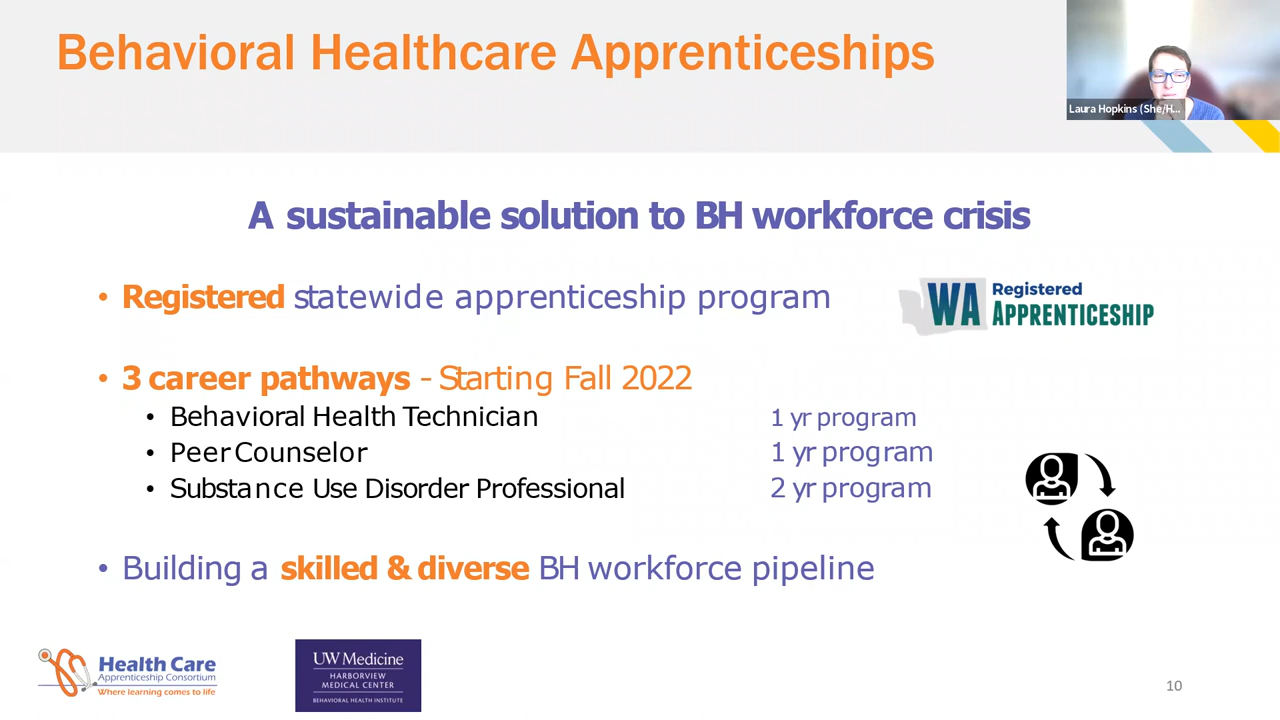 Behavioral Healthcare Apprenticeships
Laura Hopkins (She/H...
A sustainable solution to BH workforce crisis
• Registered statewide apprenticeship program
WA Registered
APPRENTICESHIP
• 3 career pathways - Starting Fall 2022
• Behavioral Health Technician 1 yr program
• Peer Counselor 1 yr program
• Substance Use Disorder Professional 2 yr program
• Building a skilled & diverse BH workforce pipeline
Health Care
Apprenticeship Consortium
Where learning comes to life
UW Medicine
HARBORVIEW
MEDICAL CENTER
BEHAVIORAL HEALTH INSTITUTE
10